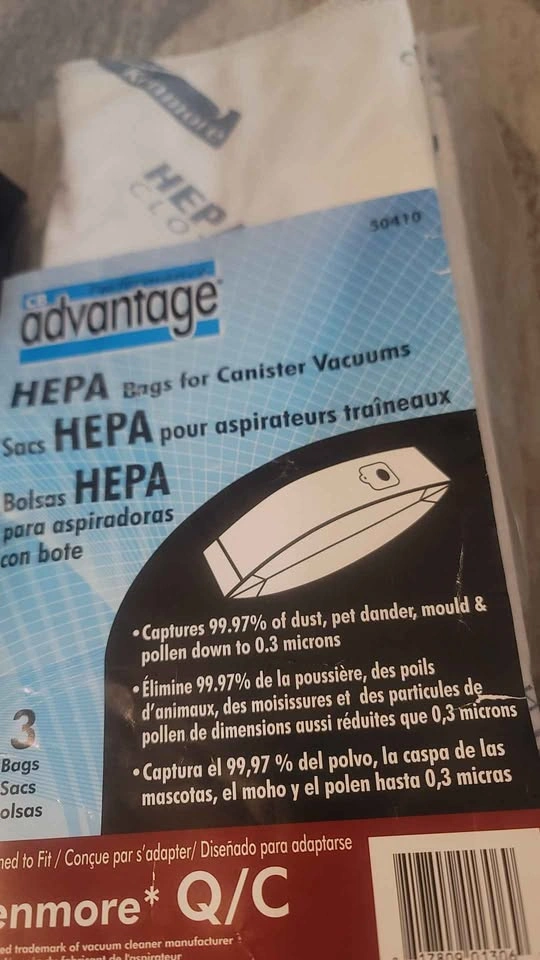 Kenmore
HEP
CLO
50410
CB
advantage
HEPA Bags for Canister Vacuums
Sacs HEPA pour aspirateurs traîneaux
Bolsas HEPA
para aspiradoras
con bote
• Captures 99.97% of dust, pet dander, mould &
pollen down to 0.3 microns
• Élimine 99.97% de la poussière, des poils
d'animaux, des moisissures et des particules de
pollen de dimensions aussi réduites que 0,3 microns
• Captura el 99,97 % del polvo, la caspa de las
mascotas, el moho y el polen hasta 0,3 micras
3
Bags
Sacs
olsas
ned to Fit / Conçue par s'adapter/ Diseñado para adaptarse
enmore* Q/C
ed trademark of vacuum cleaner manufacturer
de l'aspirateur
17809 01306